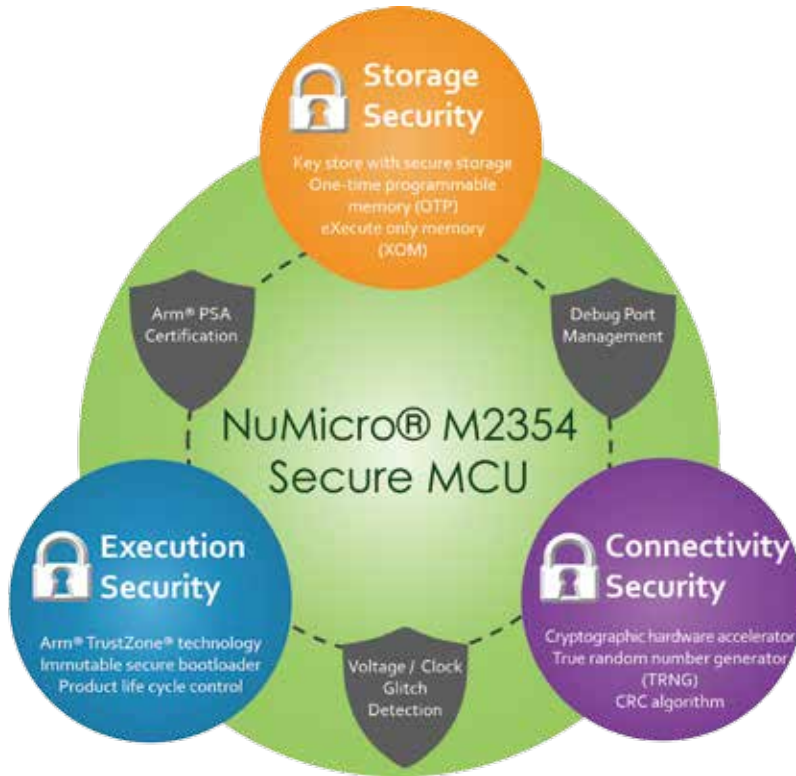 Storage
Security
Key store with secure storage
One-time programmable
memory (OTP)
eXecute only memory
(XOM)
Arm® PSA
Certification
Debug Port
Management
NuMicro® M2354
Secure MCU
Execution
Security
Arm® TrustZone® technology
Immutable secure bootloader
Product life cycle control
Voltage / Clock
Glitch
Detection
Connectivity
Security
Cryptographic hardware accelerator
True random number generator
(TRNG)
CRC algorithm